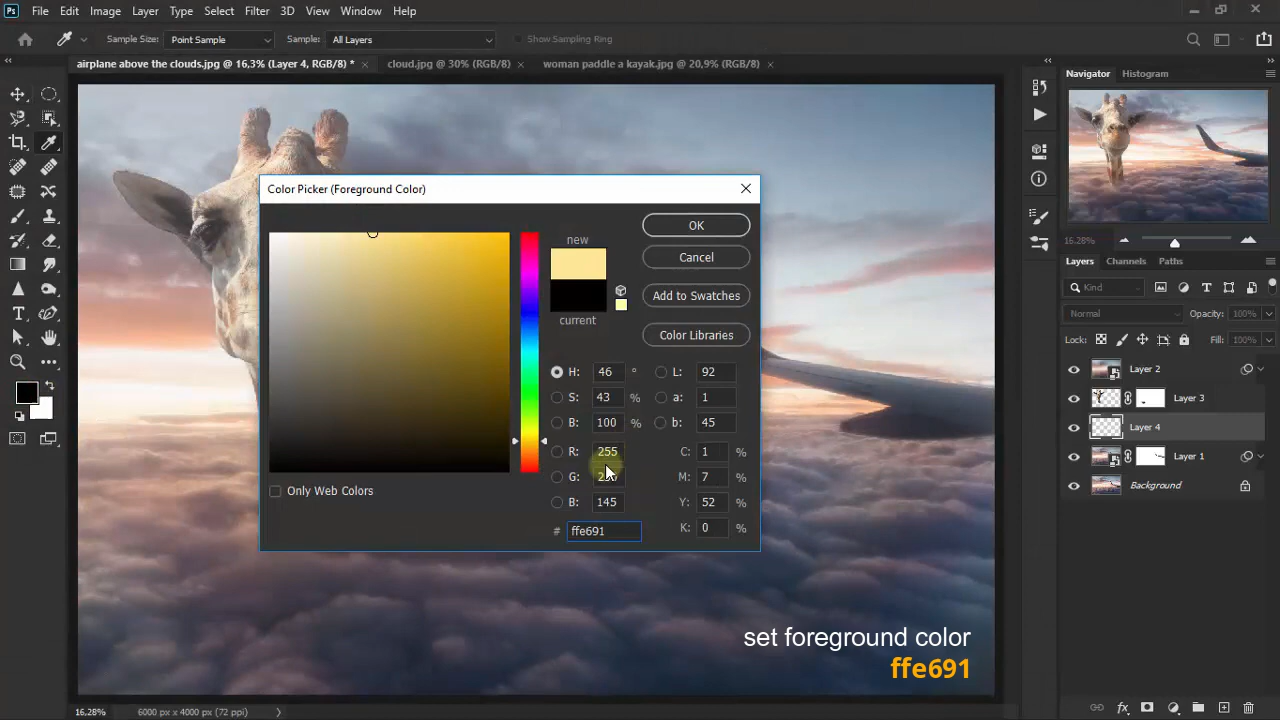 Ps File Edit Image Layer Type Select Filter 3D View Window Help
Sample Size: Point Sample Sample: All Layers Show Sampling Ring
airplane above the clouds.jpg @ 16,3% (Layer 4, RGB/8) * cloud.jpg @ 30% (RGB/8) woman paddle a kayak.jpg @ 20,9% (RGB/8)
Navigator Histogram
16.28%
Layers Channels Paths
Kind
Normal Opacity: 100%
Lock: Fill: 100%
Layer 2
Layer 3
Layer 4
Layer 1
Background
Color Picker (Foreground Color)
new
current
OK
Cancel
Add to Swatches
Color Libraries
H: 46 ° L: 92
S: 43 % a: 1
B: 100 % b: 45
R: 255 C: 1 %
G: M: 7 %
B: 145 Y: 52 %
# ffe691 K: 0 %
Only Web Colors
set foreground color
ffe691
16,28% 6000 px x 4000 px (72 ppi)